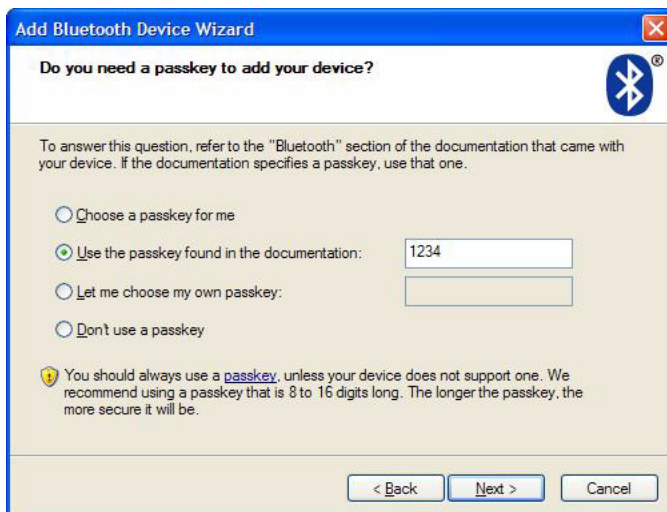 Add Bluetooth Device Wizard
Do you need a passkey to add your device?
®
To answer this question, refer to the "Bluetooth" section of the documentation that came with
your device. If the documentation specifies a passkey, use that one.
Choose a passkey for me
Use the passkey found in the documentation: 1234
Let me choose my own passkey:
Don't use a passkey
You should always use a passkey, unless your device does not support one. We
recommend using a passkey that is 8 to 16 digits long. The longer the passkey, the
more secure it will be.
< Back Next > Cancel